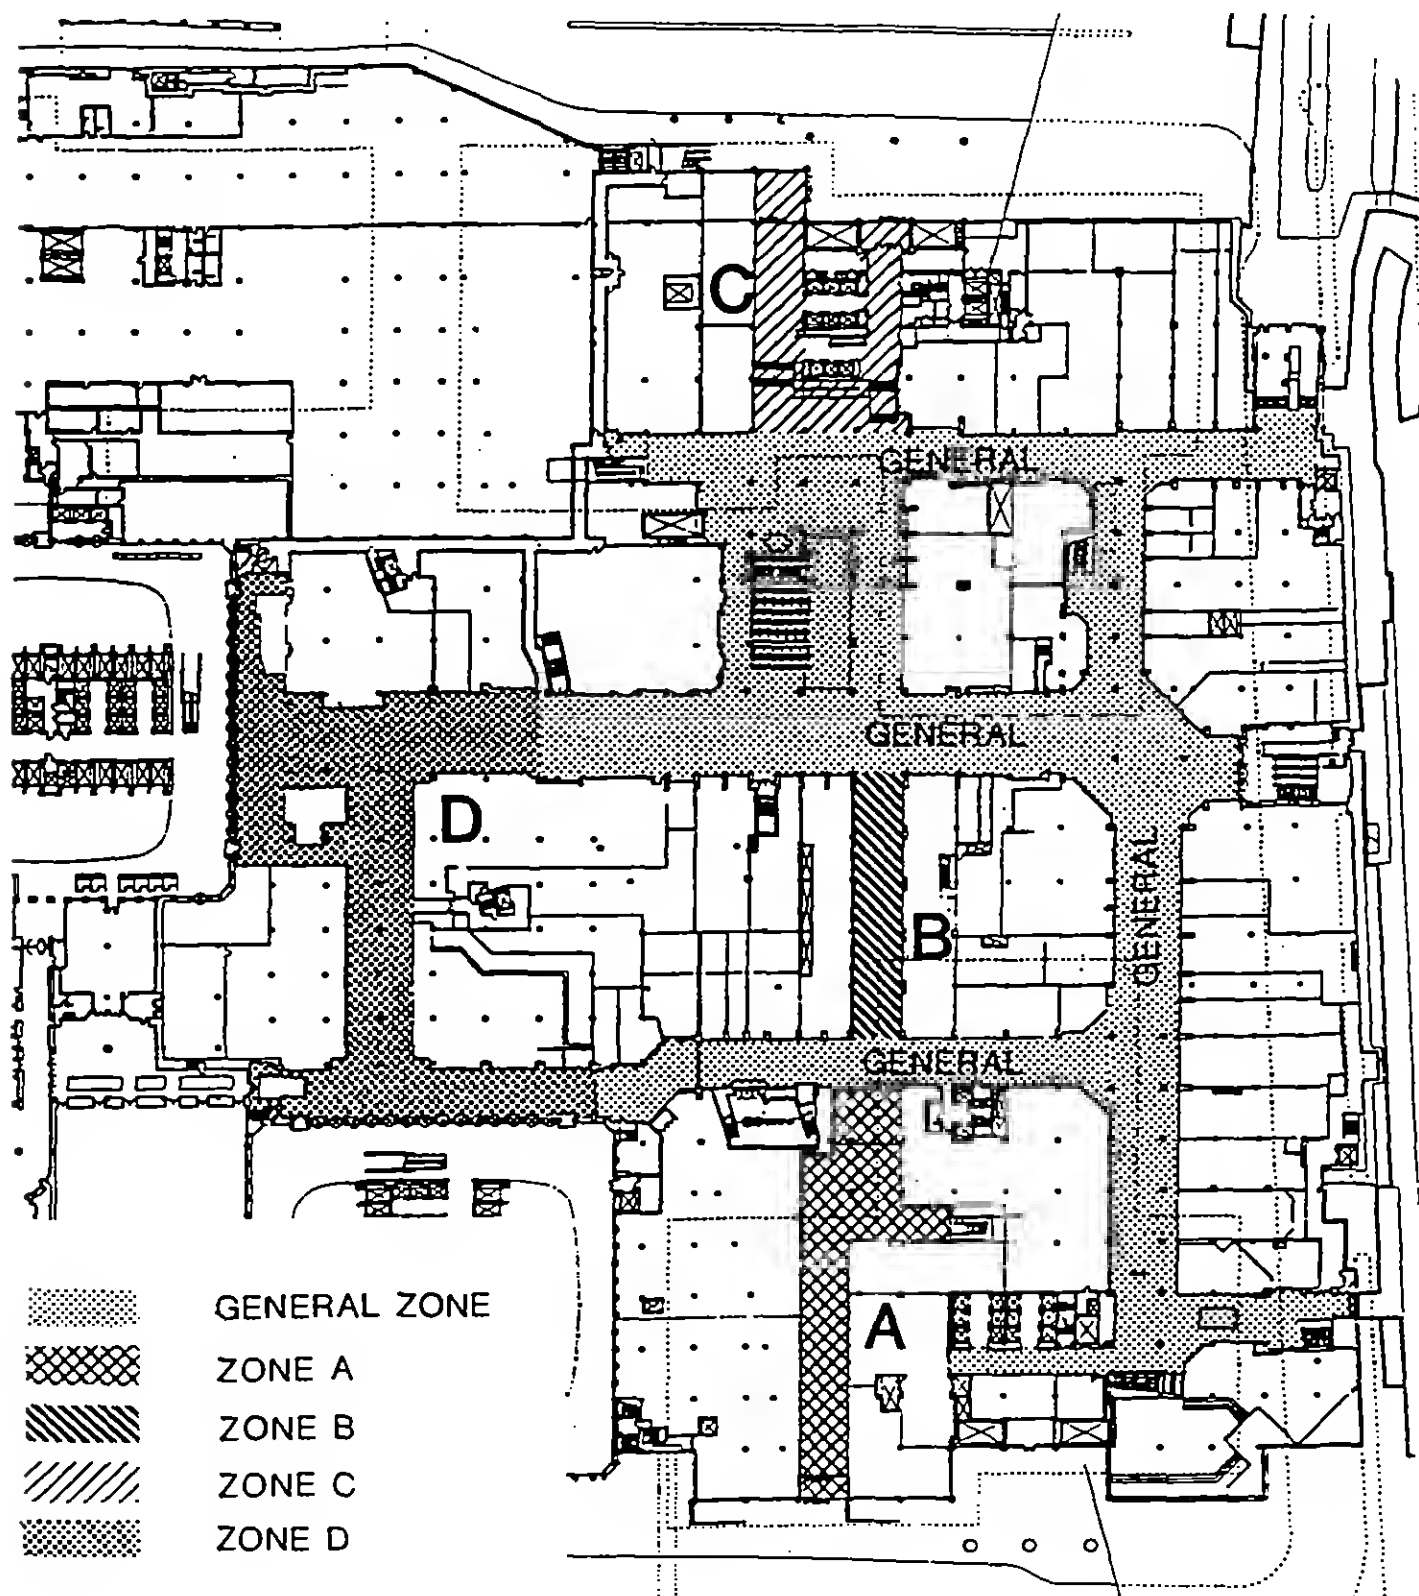 C
GENERAL
GENERAL
D
GENERAL
B
GENERAL
A
GENERAL ZONE
ZONE A
ZONE B
ZONE C
ZONE D